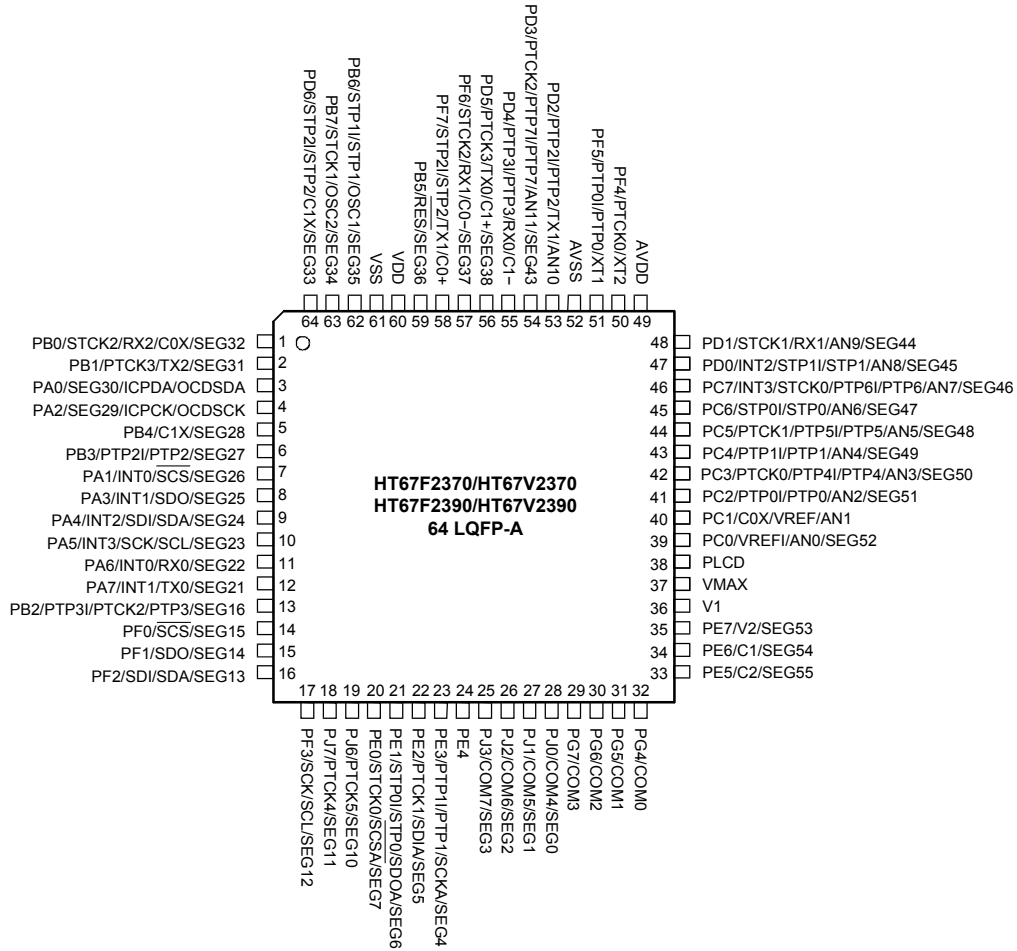 PD6/STP2I/STP2/C1X/SEG33
PB7/STCK1/OSC2/SEG34
PB6/STP1I/STP1/OSC1/SEG35
VSS
VDD
PB5/RES/SEG36
PF7/STP2I/STP2/TX1/C0+
PF6/STCK2/RX1/C0−/SEG37
PD5/PTCK3/TX0/C1+/SEG38
PD4/PTP3I/PTP3/RX0/C1−
PD3/PTCK2/PTP7I/PTP7/AN11/SEG43
PD2/PTP2I/PTP2/TX1/AN10
AVSS
PF5/PTP0I/PTP0/XT1
PF4/PTCK0/XT2
AVDD
64 63 62 61 60 59 58 57 56 55 54 53 52 51 50 49
PB0/STCK2/RX2/C0X/SEG32 1
PB1/PTCK3/TX2/SEG31 2
PA0/SEG30/ICPDA/OCDSDA 3
PA2/SEG29/ICPCK/OCDSCK 4
PB4/C1X/SEG28 5
PB3/PTP2I/PTP2/SEG27 6
PA1/INT0/SCS/SEG26 7
PA3/INT1/SDO/SEG25 8
PA4/INT2/SDI/SDA/SEG24 9
PA5/INT3/SCK/SCL/SEG23 10
PA6/INT0/RX0/SEG22 11
PA7/INT1/TX0/SEG21 12
PB2/PTP3I/PTCK2/PTP3/SEG16 13
PF0/SCS/SEG15 14
PF1/SDO/SEG14 15
PF2/SDI/SDA/SEG13 16
HT67F2370/HT67V2370
HT67F2390/HT67V2390
64 LQFP-A
48 PD1/STCK1/RX1/AN9/SEG44
47 PD0/INT2/STP1I/STP1/AN8/SEG45
46 PC7/INT3/STCK0/PTP6I/PTP6/AN7/SEG46
45 PC6/STP0I/STP0/AN6/SEG47
44 PC5/PTCK1/PTP5I/PTP5/AN5/SEG48
43 PC4/PTP1I/PTP1/AN4/SEG49
42 PC3/PTCK0/PTP4I/PTP4/AN3/SEG50
41 PC2/PTP0I/PTP0/AN2/SEG51
40 PC1/C0X/VREF/AN1
39 PC0/VREFI/AN0/SEG52
38 PLCD
37 VMAX
36 V1
35 PE7/V2/SEG53
34 PE6/C1/SEG54
33 PE5/C2/SEG55
17 18 19 20 21 22 23 24 25 26 27 28 29 30 31 32
PF3/SCK/SCL/SEG12
PJ7/PTCK4/SEG11
PJ6/PTCK5/SEG10
PE0/STCK0/SCSA/SEG7
PE1/STP0I/STP0/SDOA/SEG6
PE2/PTCK1/SDIA/SEG5
PE3/PTP1I/PTP1/SCKA/SEG4
PE4
PJ3/COM7/SEG3
PJ2/COM6/SEG2
PJ1/COM5/SEG1
PJ0/COM4/SEG0
PG7/COM3
PG6/COM2
PG5/COM1
PG4/COM0